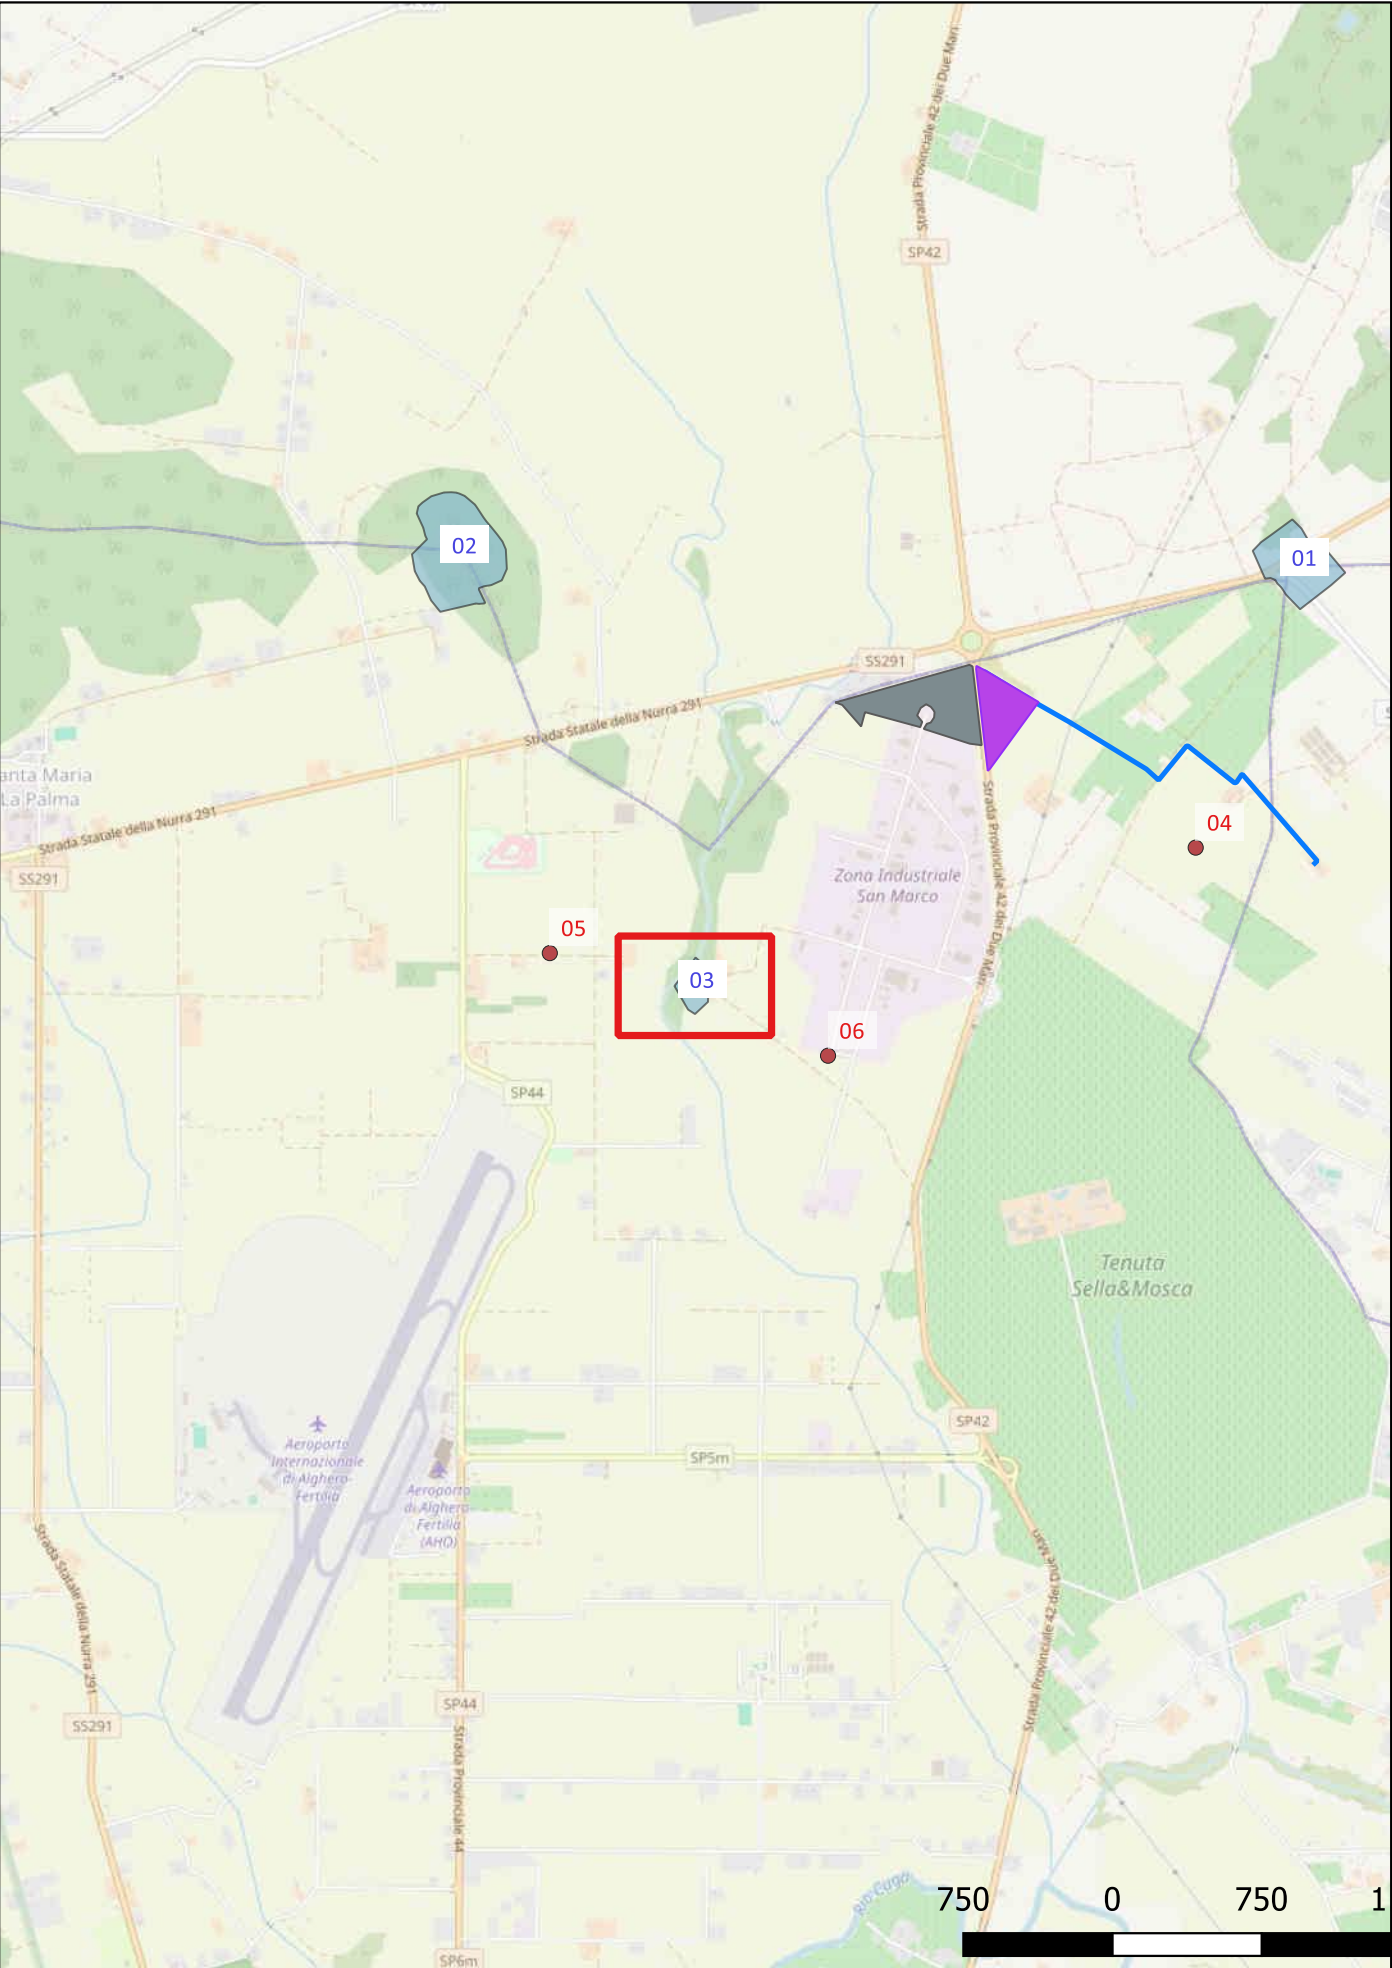 Strada Provinciale 42 dei Due Mari
SP42
02
01
SS291
Strada Statale della Nurra 291
anta Maria
La Palma
Strada Statale della Nurra 291
SS291
04
Zona Industriale
San Marco
Strada Provinciale 42 dei Due Mari
05
03
06
SP44
Tenuta
Sella&Mosca
SP42
Aeroporto
Internazionale
di Alghero-
Fertilia
SP5m
Aeroporto
di Alghero-
Fertilia
(AHO)
Strada Statale della Nurra 291
Strada Provinciale 42 dei Due Mari
SP44
SS291
Strada Provinciale 44
Rio Cuga
750 0 750 1
SP6m